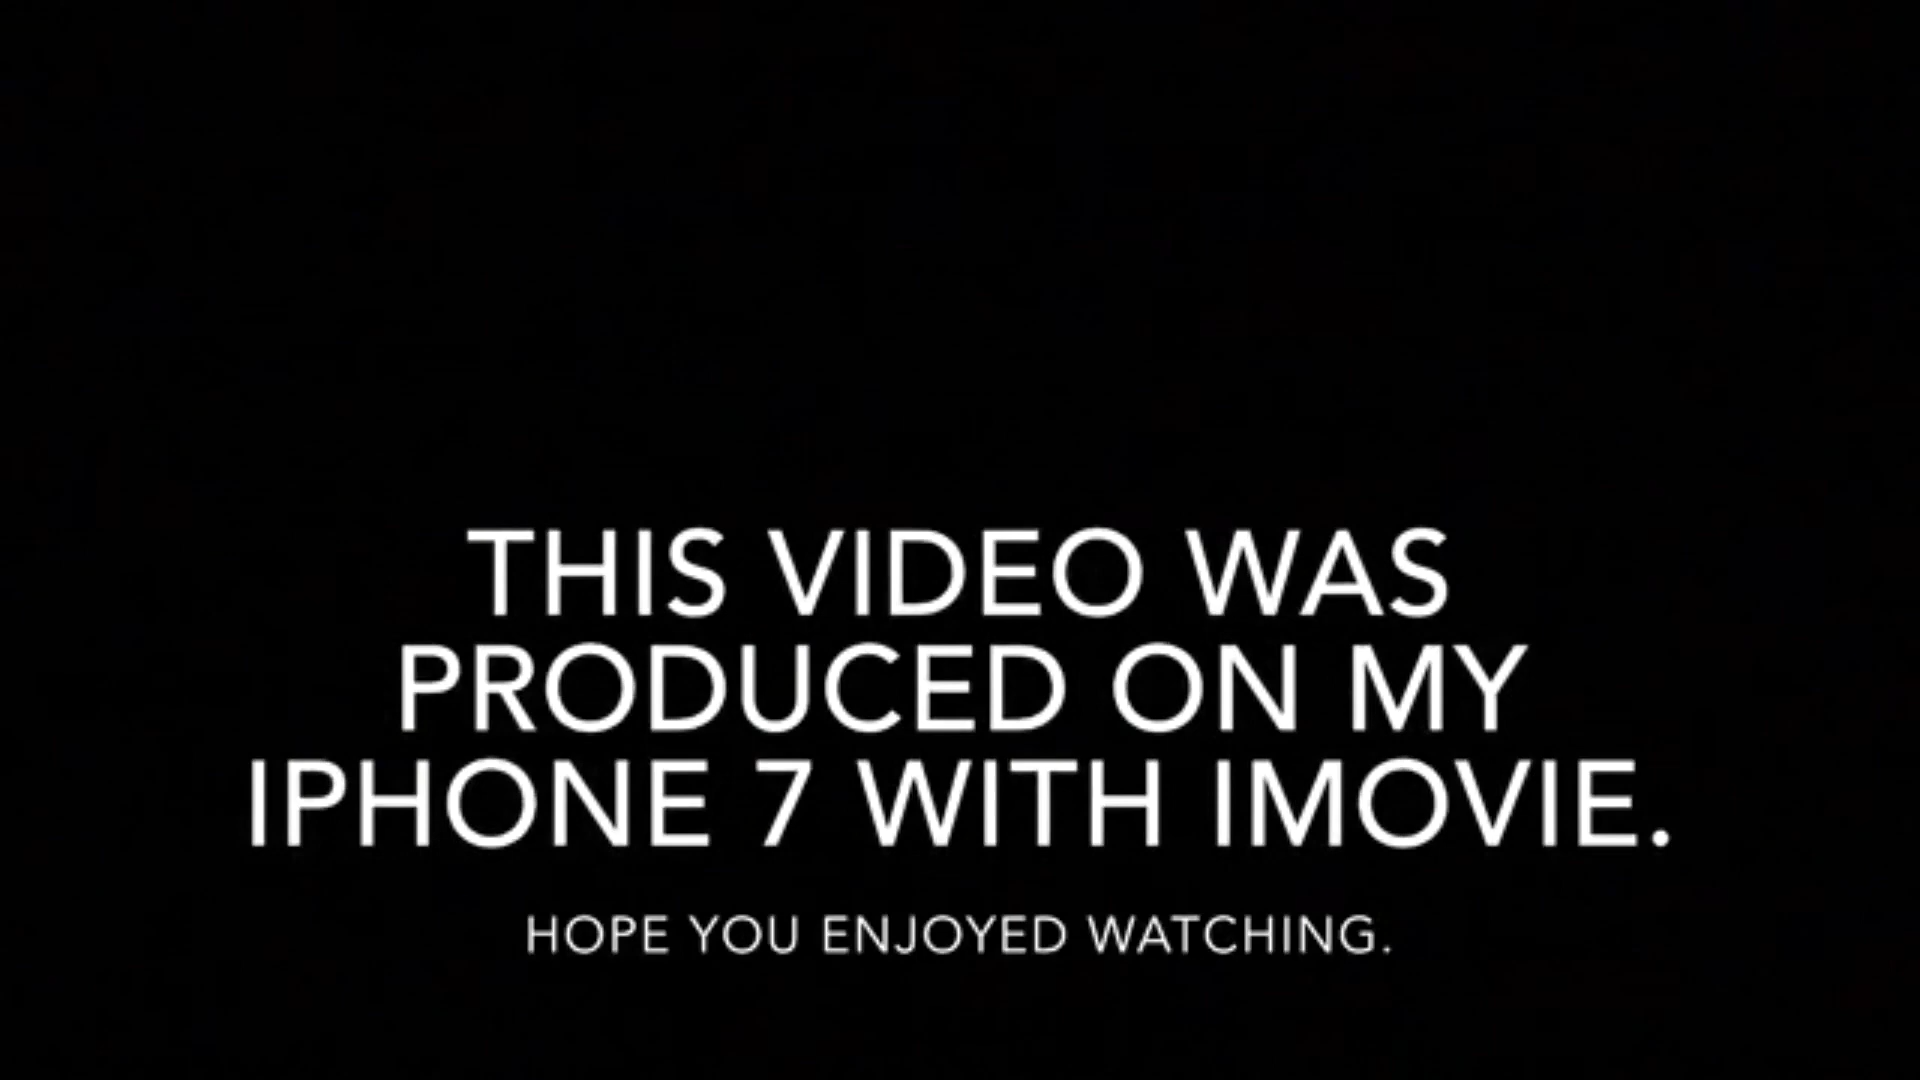 THIS VIDEO WAS
PRODUCED ON MY
IPHONE 7 WITH IMOVIE.
HOPE YOU ENJOYED WATCHING.